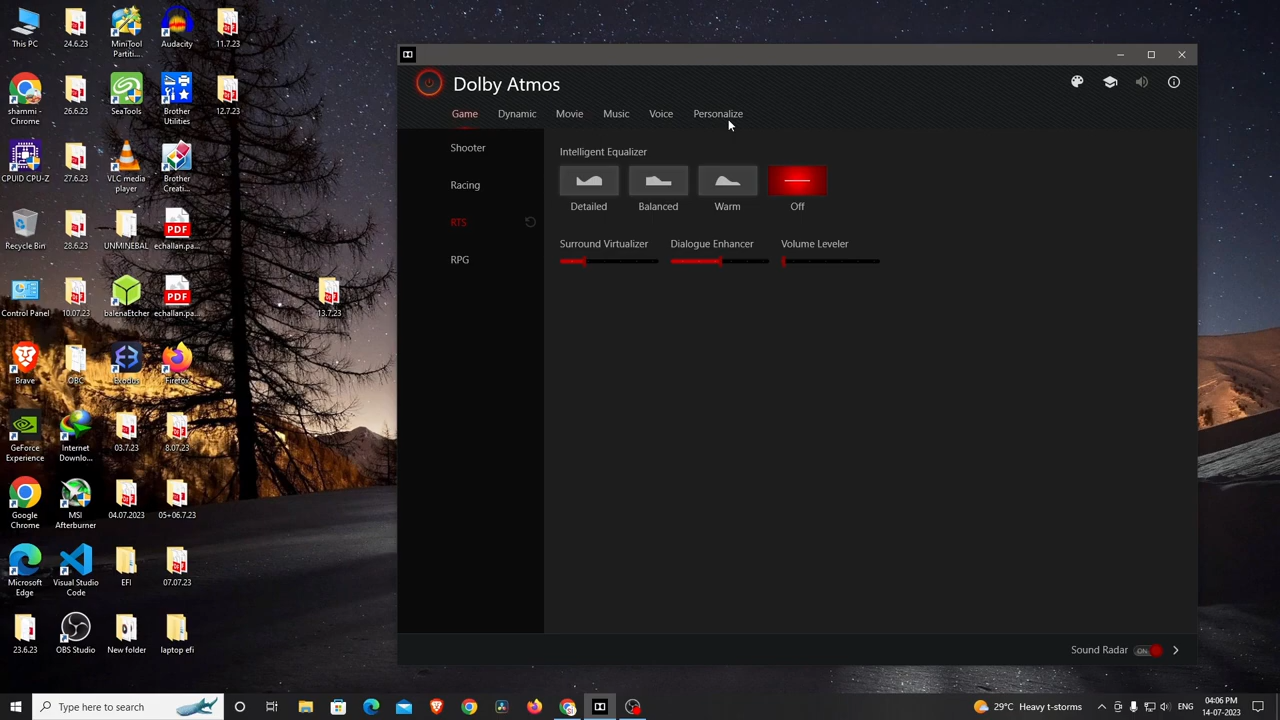 This PC
24.6.23
MiniTool
Partiti...
Audacity
11.7.23
shammi -
Chrome
26.6.23
SeaTools
Brother
Utilities
12.7.23
CPUID CPU-Z
27.6.23
VLC media
player
Brother
Creati...
Recycle Bin
28.6.23
UNMINEBAL
echallan.pa...
Control Panel
10.07.23
balenaEtcher
echallan.pa...
13.7.23
Brave
OBC
Exodus
Firefox
GeForce
Experience
Internet
Downlo...
03.7.23
8.07.23
Google
Chrome
MSI
Afterburner
04.07.2023
05+06.7.23
Microsoft
Edge
Visual Studio
Code
EFI
07.07.23
23.6.23
OBS Studio
New folder
laptop efi
PDF
PDF
Dolby Atmos
Game
Dynamic
Movie
Music
Voice
Personalize
Shooter
Racing
RTS
RPG
Intelligent Equalizer
Detailed
Balanced
Warm
Off
Surround Virtualizer
Dialogue Enhancer
Volume Leveler
Sound Radar
ON
Type here to search
29°C Heavy t-storms
ENG
04:06 PM
14-07-2023